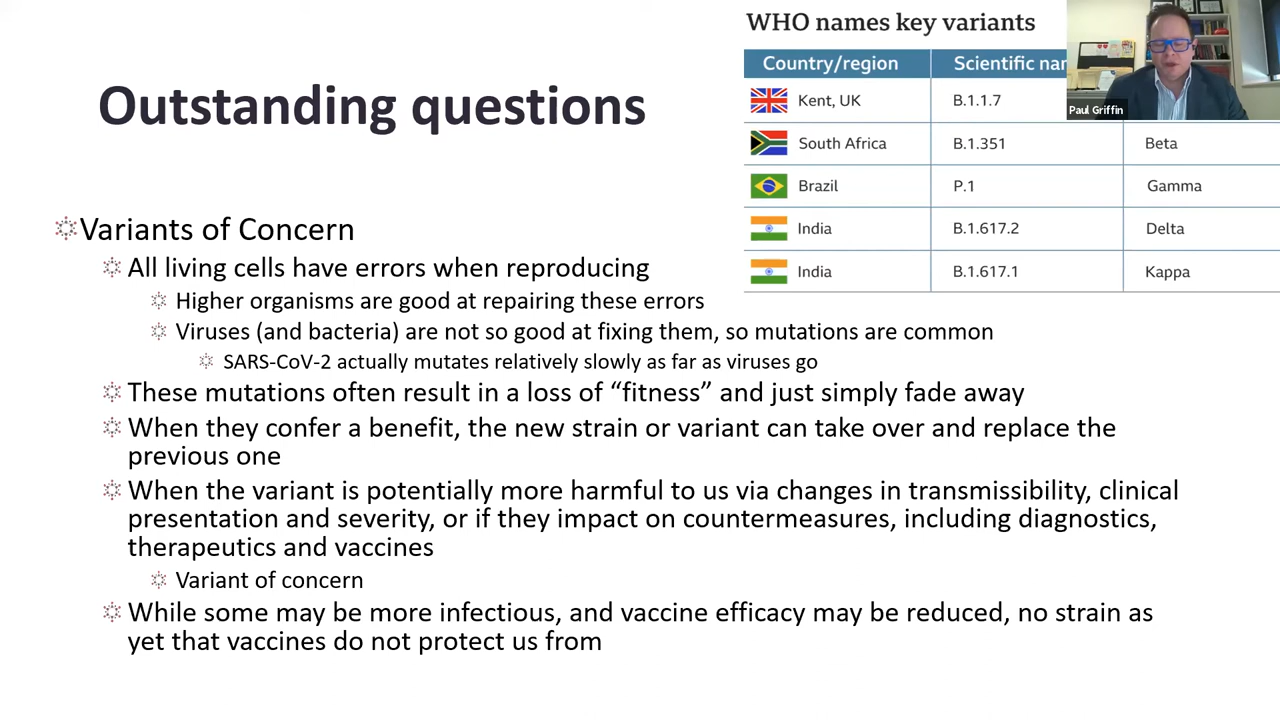 WHO names key variants
Country/region Scientific
Kent, UK B.1.1.7
Paul Griffin
South Africa B.1.351 Beta
Brazil P.1 Gamma
India B.1.617.2 Delta
India B.1.617.1 Kappa
Outstanding questions
Variants of Concern
All living cells have errors when reproducing
Higher organisms are good at repairing these errors
Viruses (and bacteria) are not so good at fixing them, so mutations are common
SARS-CoV-2 actually mutates relatively slowly as far as viruses go
These mutations often result in a loss of “fitness” and just simply fade away
When they confer a benefit, the new strain or variant can take over and replace the
previous one
When the variant is potentially more harmful to us via changes in transmissibility, clinical
presentation and severity, or if they impact on countermeasures, including diagnostics,
therapeutics and vaccines
Variant of concern
While some may be more infectious, and vaccine efficacy may be reduced, no strain as
yet that vaccines do not protect us from